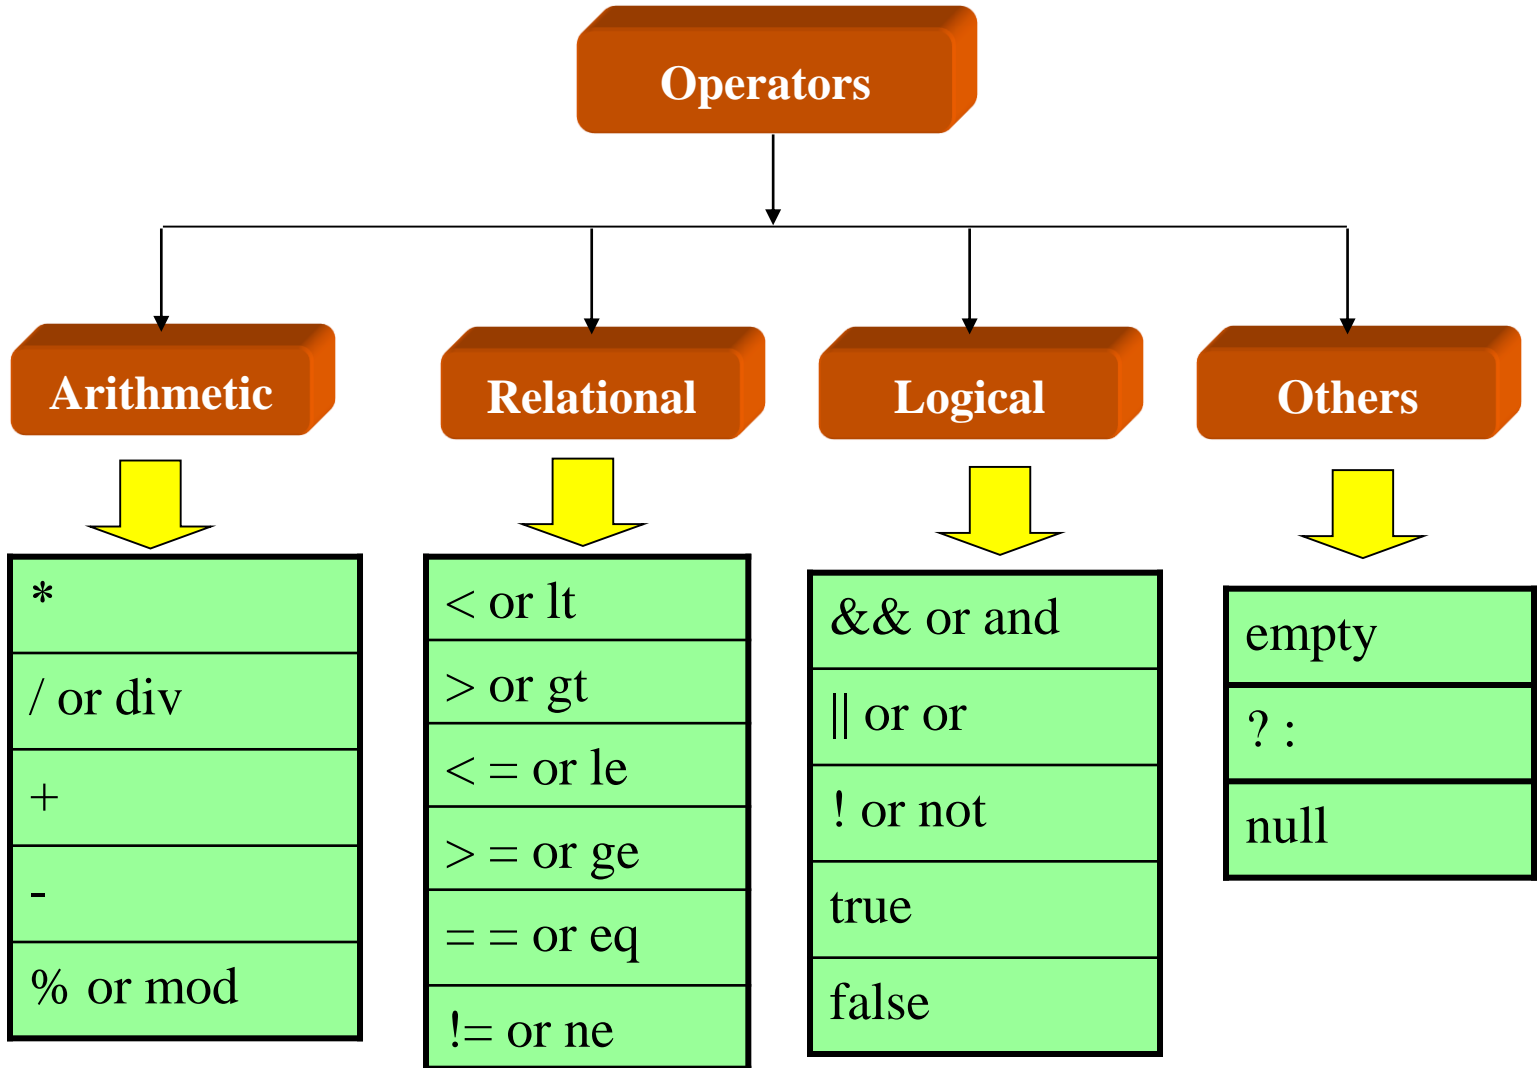 Operators
Arithmetic
Relational
Logical
Others
*
/ or div
+
-
% or mod
< or lt
> or gt
< = or le
> = or ge
= = or eq
!= or ne
&& or and
|| or or
! or not
true
false
empty
? :
null